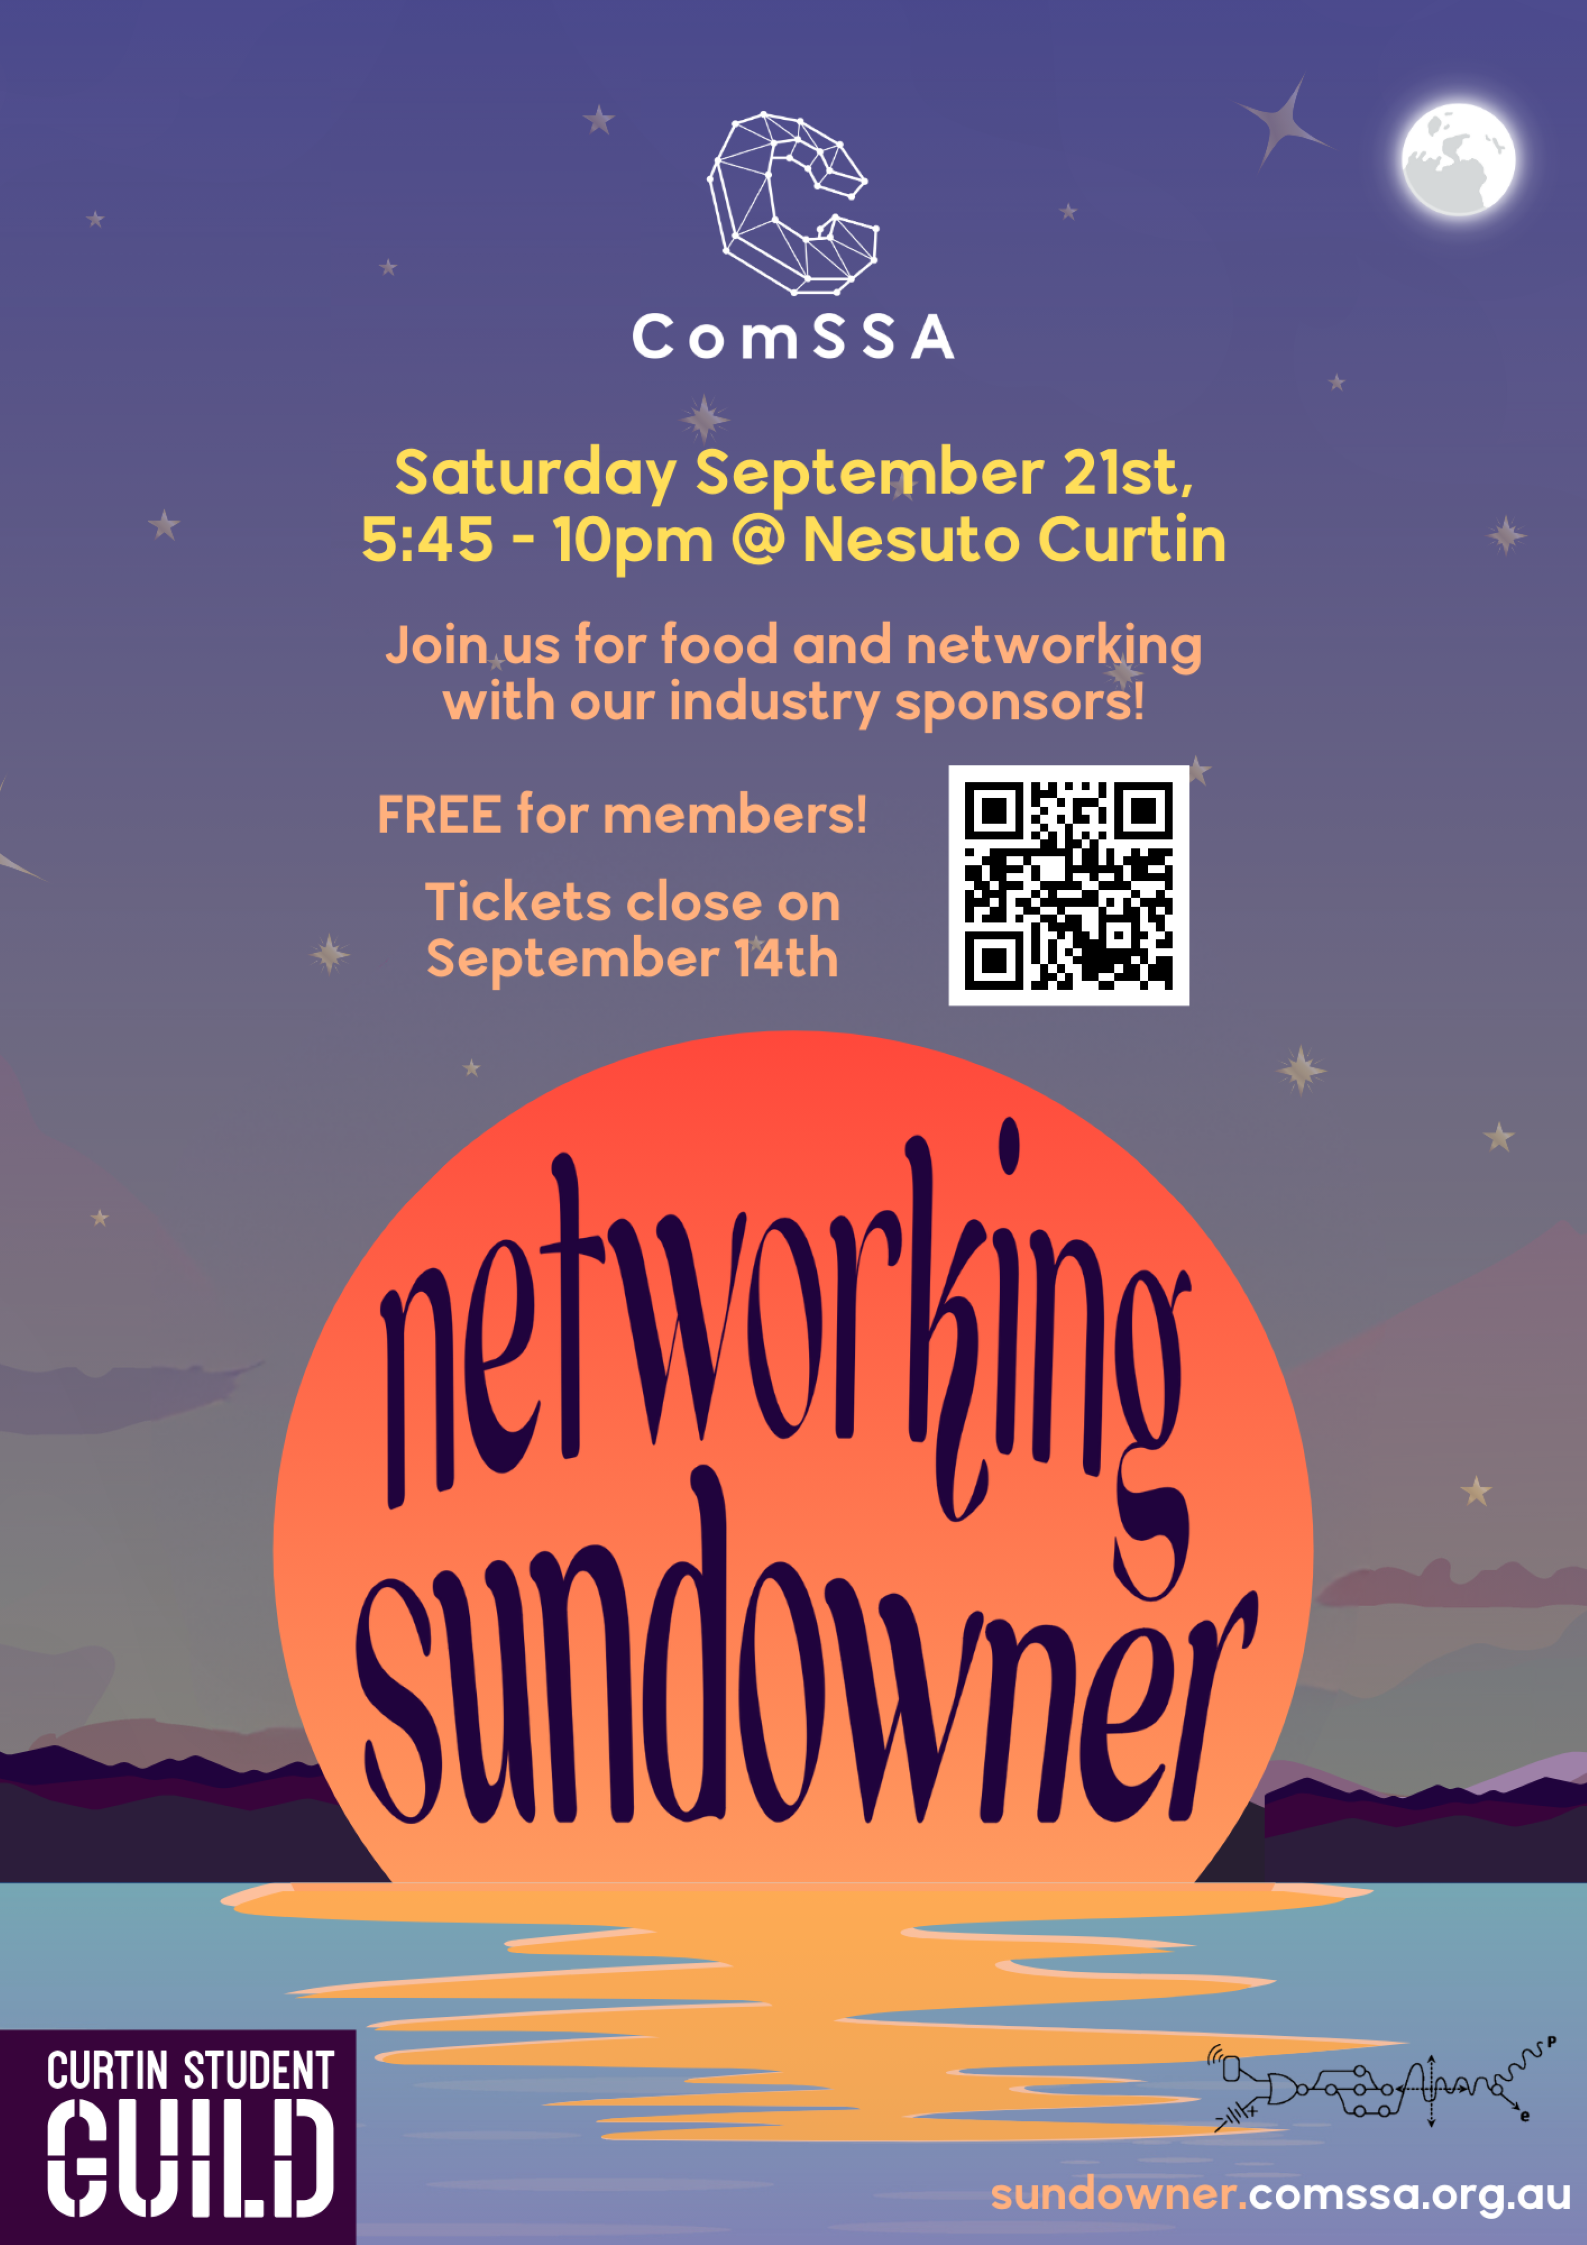 ComSSA
Saturday September 21st,
5:45 - 10pm @ Nesuto Curtin
Join us for food and networking
with our industry sponsors!
FREE for members!
Tickets close on
September 14th
networking
sundowner
CURTIN STUDENT
GUILD
P
e
sundowner.comssa.org.au